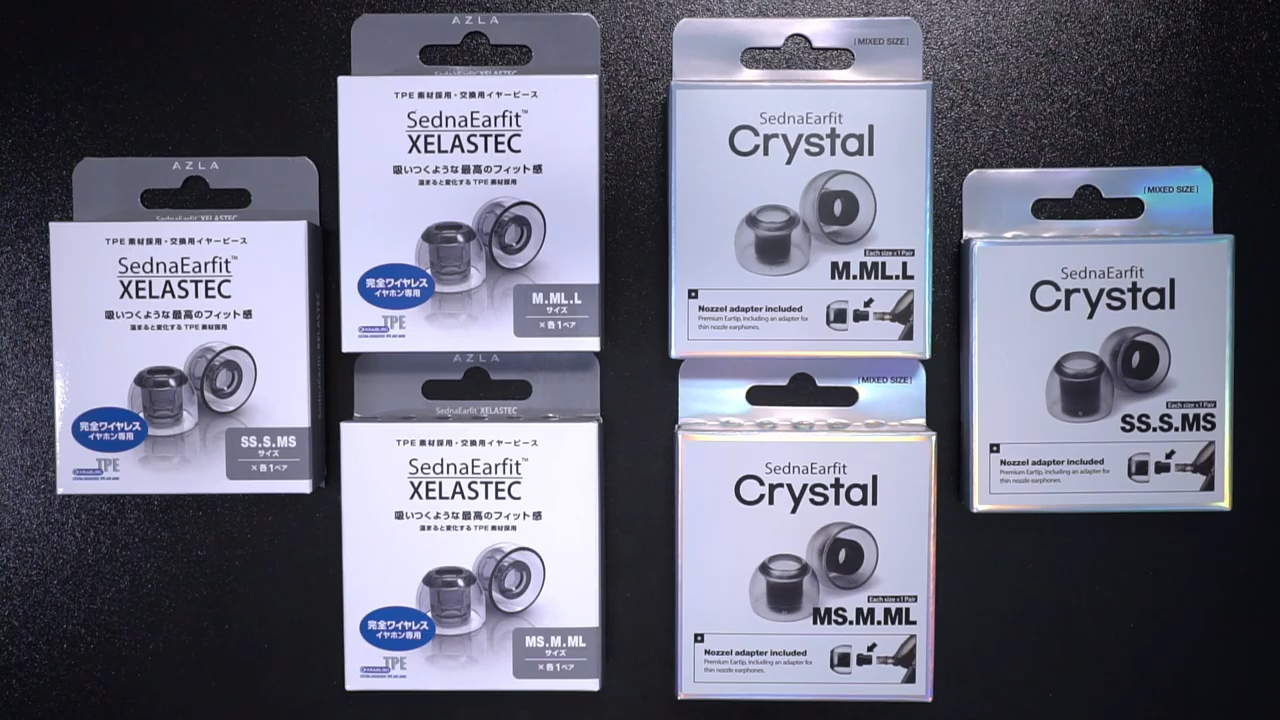 AZLA
SednaEarfit XELASTEC
TPE 素材採用・交換用イヤーピース
SednaEarfit™
XELASTEC
吸いつくような最高のフィット感
温まると変化する TPE 素材採用
完全ワイヤレス
イヤホン専用
TPE
SS.S.MS
サイズ
×各1ペア
AZLA
SednaEarfit XELASTEC
TPE 素材採用・交換用イヤーピース
SednaEarfit™
XELASTEC
吸いつくような最高のフィット感
温まると変化する TPE 素材採用
完全ワイヤレス
イヤホン専用
TPE
M.ML.L
サイズ
×各1ペア
AZLA
SednaEarfit XELASTEC
TPE 素材採用・交換用イヤーピース
SednaEarfit™
XELASTEC
吸いつくような最高のフィット感
温まると変化する TPE 素材採用
完全ワイヤレス
イヤホン専用
TPE
MS.M.ML
サイズ
×各1ペア
[MIXED SIZE]
SednaEarfit
Crystal
Each size x 1 Pair
M.ML.L
Nozzel adapter included
Premium Eartip, including an adapter for
thin nozzle earphones.
[MIXED SIZE]
SednaEarfit
Crystal
Each size x 1 Pair
MS.M.ML
Nozzel adapter included
Premium Eartip, including an adapter for
thin nozzle earphones.
[MIXED SIZE]
SednaEarfit
Crystal
Each size x 1 Pair
SS.S.MS
Nozzel adapter included
Premium Eartip, including an adapter for
thin nozzle earphones.